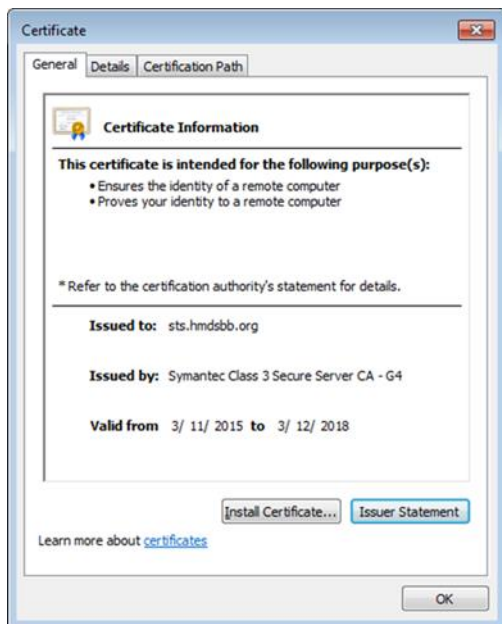 Certificate
General Details Certification Path
Certificate Information
This certificate is intended for the following purpose(s):
• Ensures the identity of a remote computer
• Proves your identity to a remote computer
* Refer to the certification authority's statement for details.
Issued to: sts.hmdsbb.org
Issued by: Symantec Class 3 Secure Server CA - G4
Valid from 3/ 11/ 2015 to 3/ 12/ 2018
Install Certificate... Issuer Statement
Learn more about certificates
OK